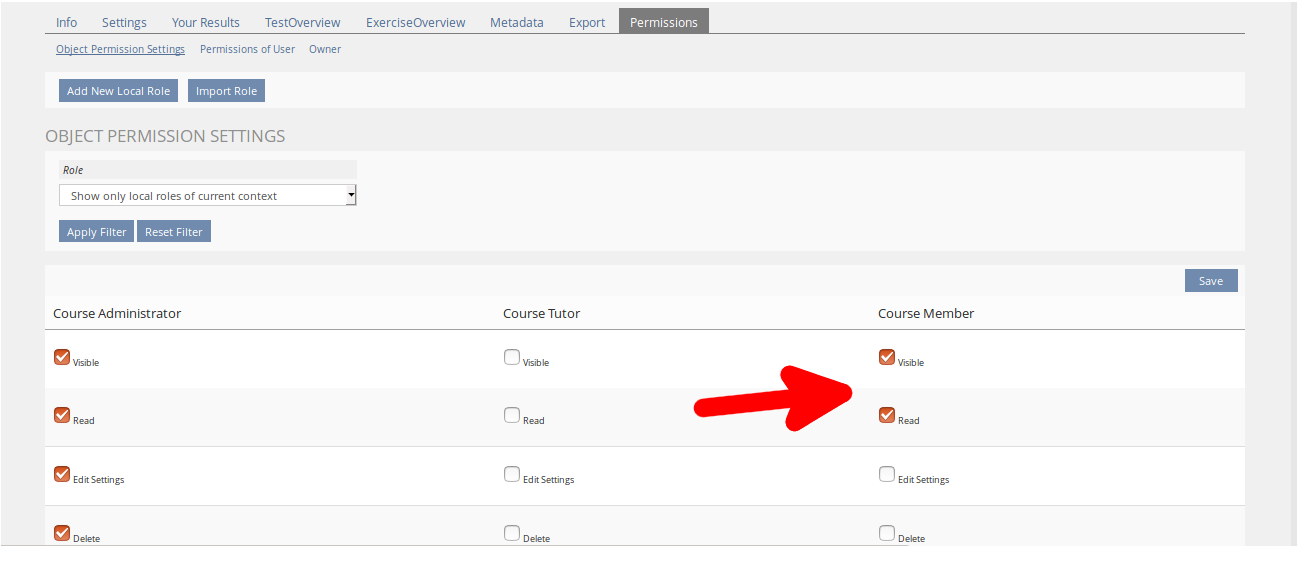 Info Settings Your Results TestOverview ExerciseOverview Metadata Export Permissions
Object Permission Settings Permissions of User Owner
Add New Local Role Import Role
OBJECT PERMISSION SETTINGS
Role
Show only local roles of current context
Apply Filter Reset Filter
Save
Course Administrator Course Tutor Course Member
Visible Visible Visible
Read Read Read
Edit Settings Edit Settings Edit Settings
Delete Delete Delete